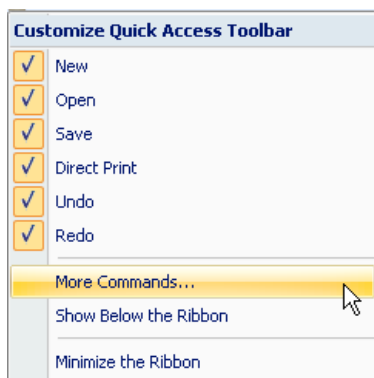 Customize Quick Access Toolbar
New
Open
Save
Direct Print
Undo
Redo
More Commands...
Show Below the Ribbon
Minimize the Ribbon